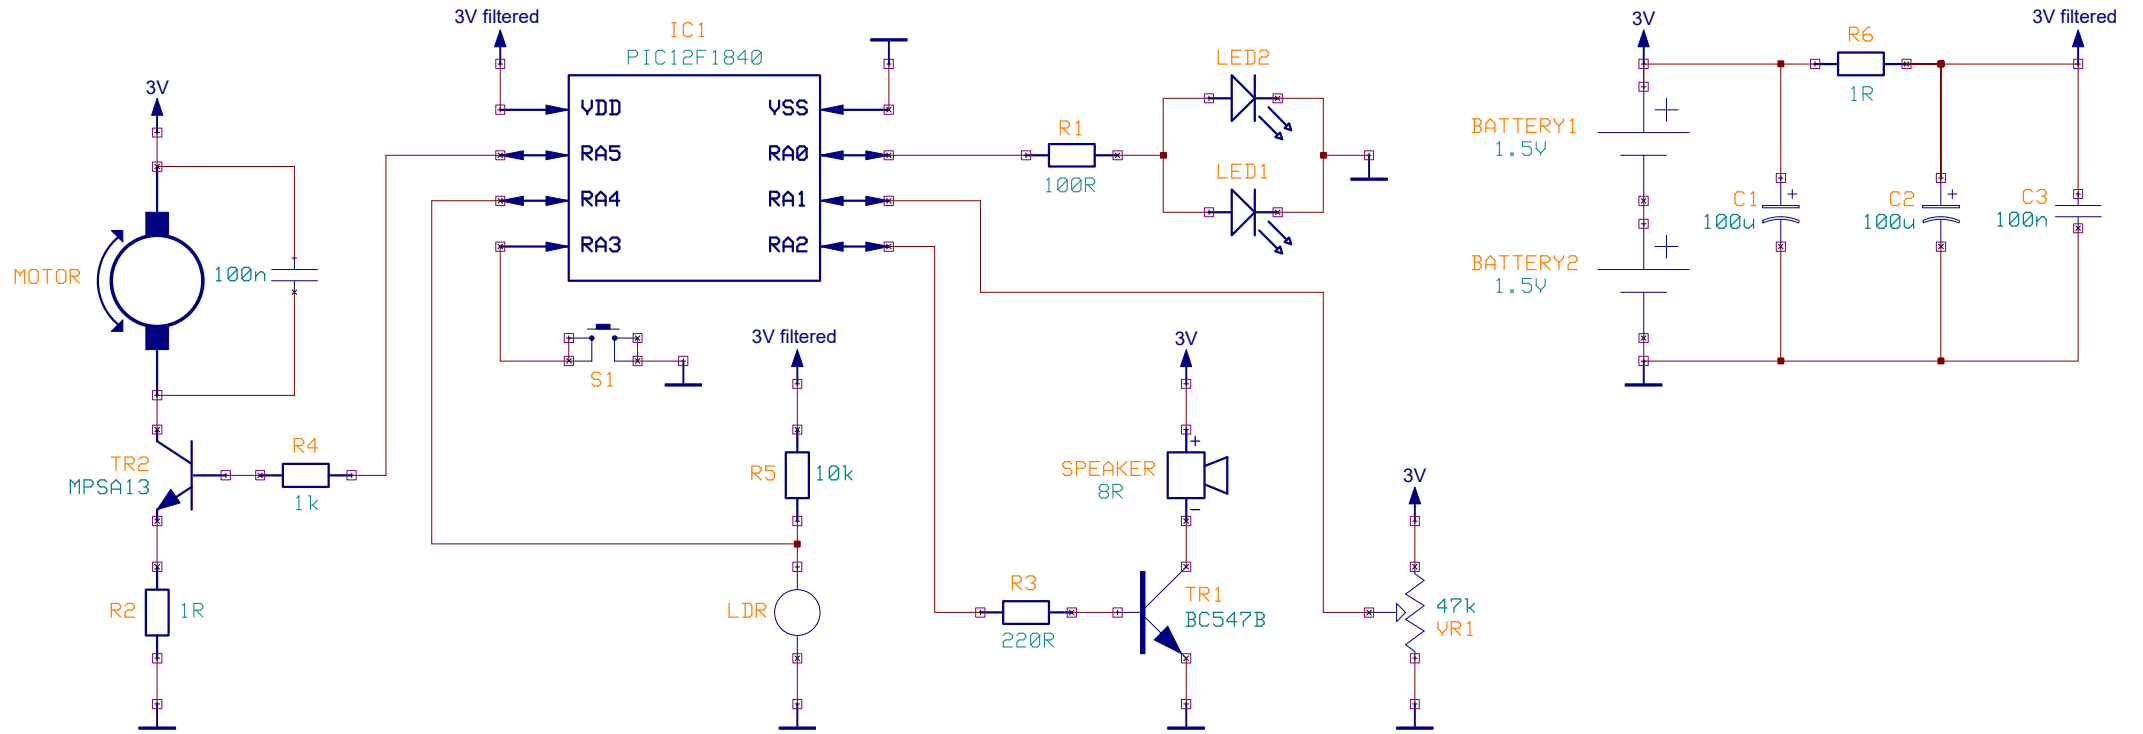 3V
MOTOR
100n
TR2
MPSA13
R4
1k
R2
1R
3V filtered
IC1
PIC12F1840
VDD
RA5
RA4
RA3
VSS
RA0
RA1
RA2
S1
3V filtered
R5
10k
LDR
R1
100R
LED2
LED1
3V
+
SPEAKER
8R
-
R3
220R
TR1
BC547B
3V
47k
VR1
3V
3V filtered
R6
1R
+
BATTERY1
1.5V
+
BATTERY2
1.5V
+
C1
100u
+
C2
100u
C3
100n